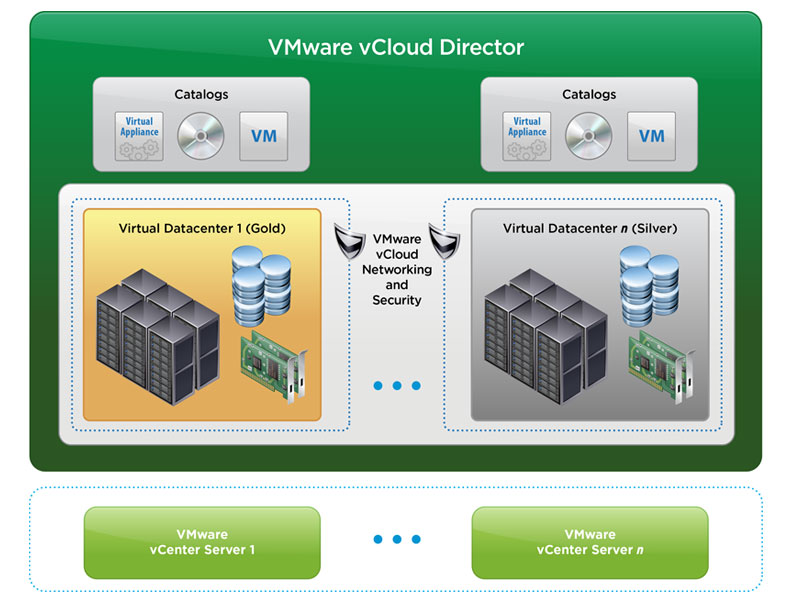 VMware vCloud Director
Catalogs
Virtual
Appliance
VM
Catalogs
Virtual
Appliance
VM
Virtual Datacenter 1 (Gold)
VMware
vCloud
Networking
and
Security
Virtual Datacenter n (Silver)
VMware
vCenter Server 1
VMware
vCenter Server n